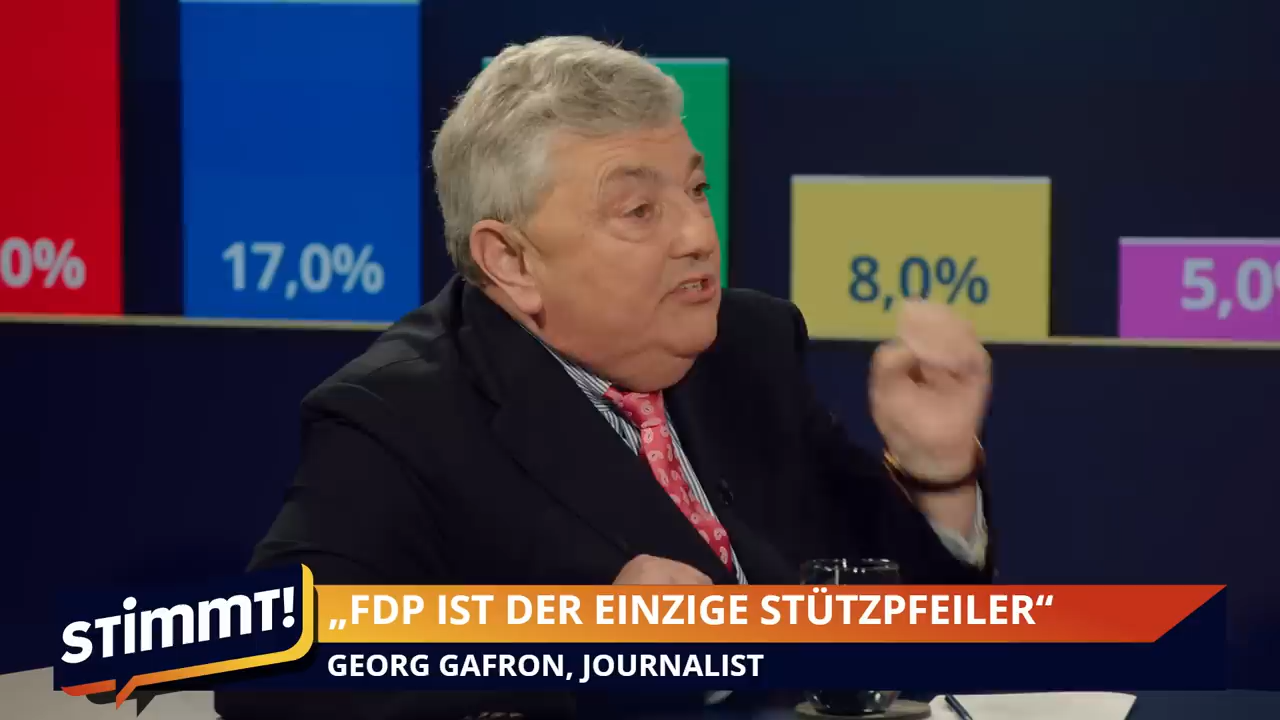 0%
17,0%
8,0%
5,0
STIMMT!
„FDP IST DER EINZIGE STÜTZPFEILER“
GEORG GAFRON, JOURNALIST